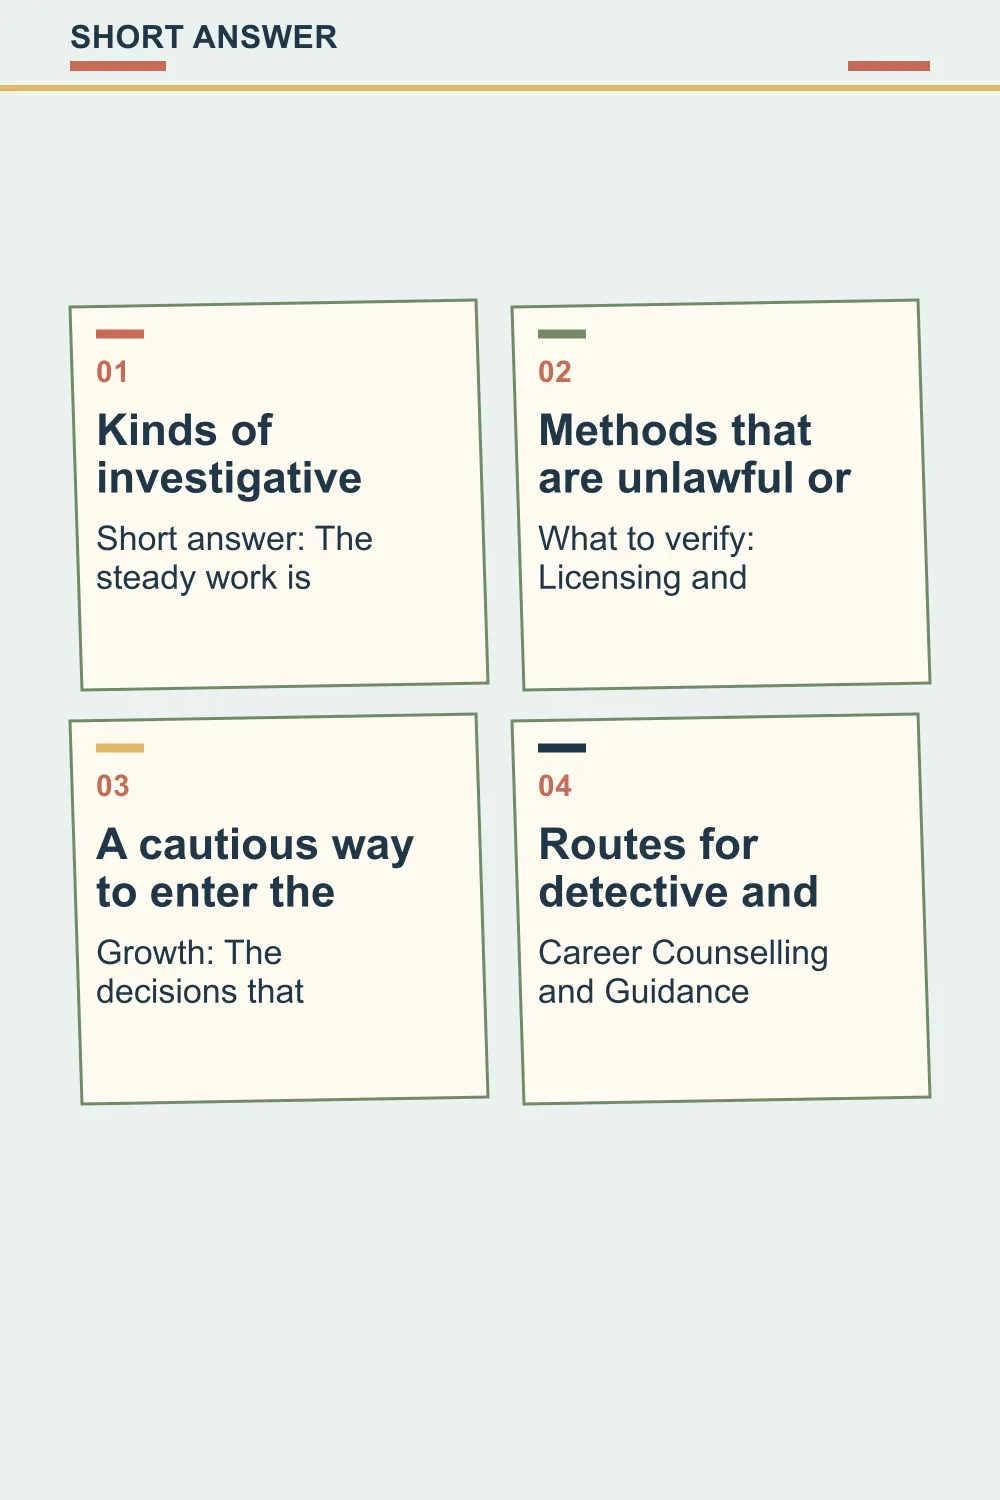 SHORT ANSWER
01
Kinds of
investigative
Short answer: The
steady work is
02
Methods that
are unlawful or
What to verify:
Licensing and
03
A cautious way
to enter the
Growth: The
decisions that
04
Routes for
detective and
Career Counselling
and Guidance